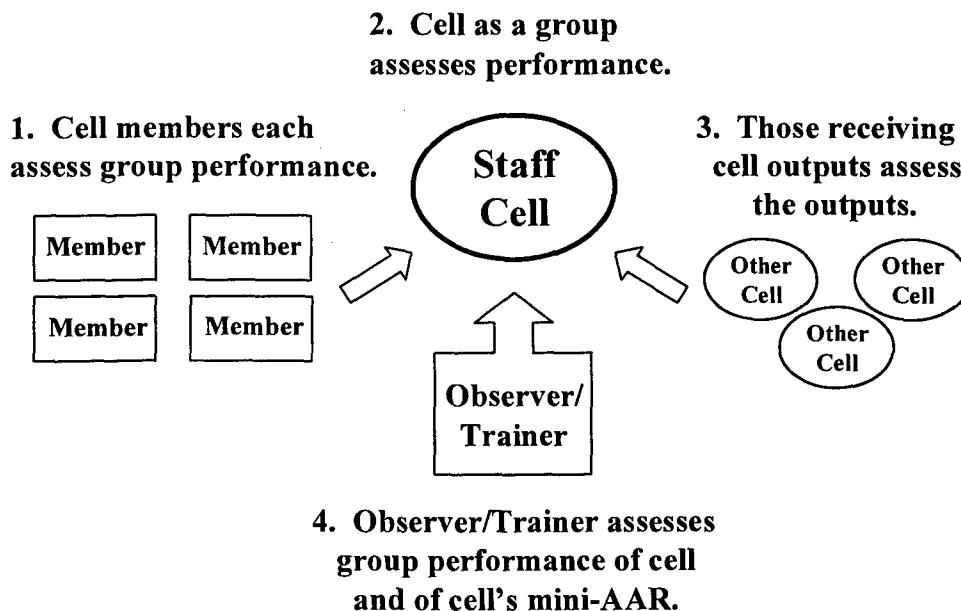 2. Cell as a group
assesses performance.
1. Cell members each
assess group performance.
Staff
Cell
3. Those receiving
cell outputs assess
the outputs.
Member
Member
Member
Member
Other
Cell
Other
Cell
Other
Cell
Observer/
Trainer
4. Observer/Trainer assesses
group performance of cell
and of cell's mini-AAR.